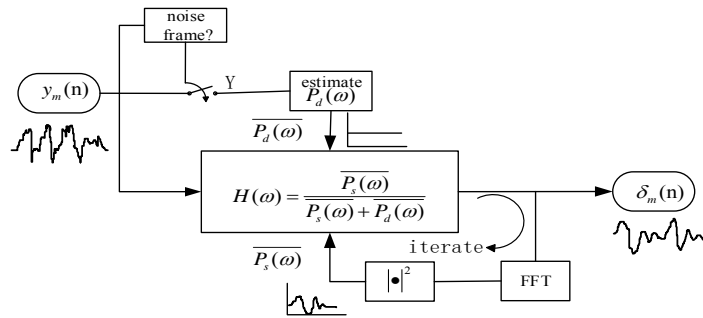 noise
frame?
y_m(n)
Y
estimate
P_d(ω)
\overline{P_d(ω)}
H(ω) = \frac{\overline{P_s(ω)}}{\overline{P_s(ω)} + \overline{P_d(ω)}}
δ_m(n)
iterate
\overline{P_s(ω)}
|•|²
FFT